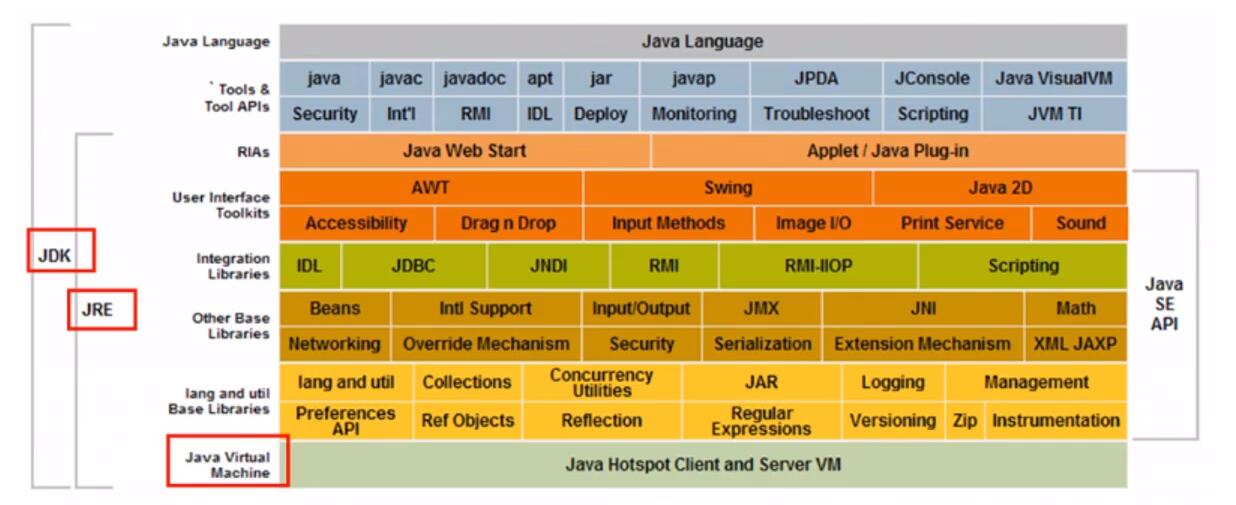 Java Language Java Language
` Tools & Tool APIs
java javac javadoc apt jar javap JPDA JConsole Java VisualVM
Security Int'l RMI IDL Deploy Monitoring Troubleshoot Scripting JVM TI
RIAs Java Web Start Applet / Java Plug-in
User Interface Toolkits
AWT Swing Java 2D
Accessibility Drag n Drop Input Methods Image I/O Print Service Sound
JDK
Integration Libraries
IDL JDBC JNDI RMI RMI-IIOP Scripting
JRE
Other Base Libraries
Beans Intl Support Input/Output JMX JNI Math
Networking Override Mechanism Security Serialization Extension Mechanism XML JAXP
Java SE API
lang and util Base Libraries
lang and util Collections Concurrency Utilities JAR Logging Management
Preferences API Ref Objects Reflection Regular Expressions Versioning Zip Instrumentation
Java Virtual Machine
Java Hotspot Client and Server VM